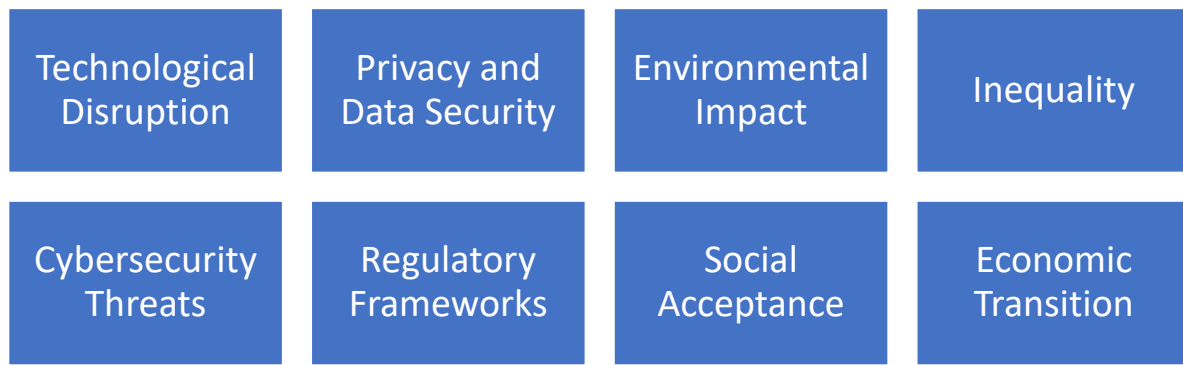 Technological
Disruption
Privacy and
Data Security
Environmental
Impact
Inequality
Cybersecurity
Threats
Regulatory
Frameworks
Social
Acceptance
Economic
Transition